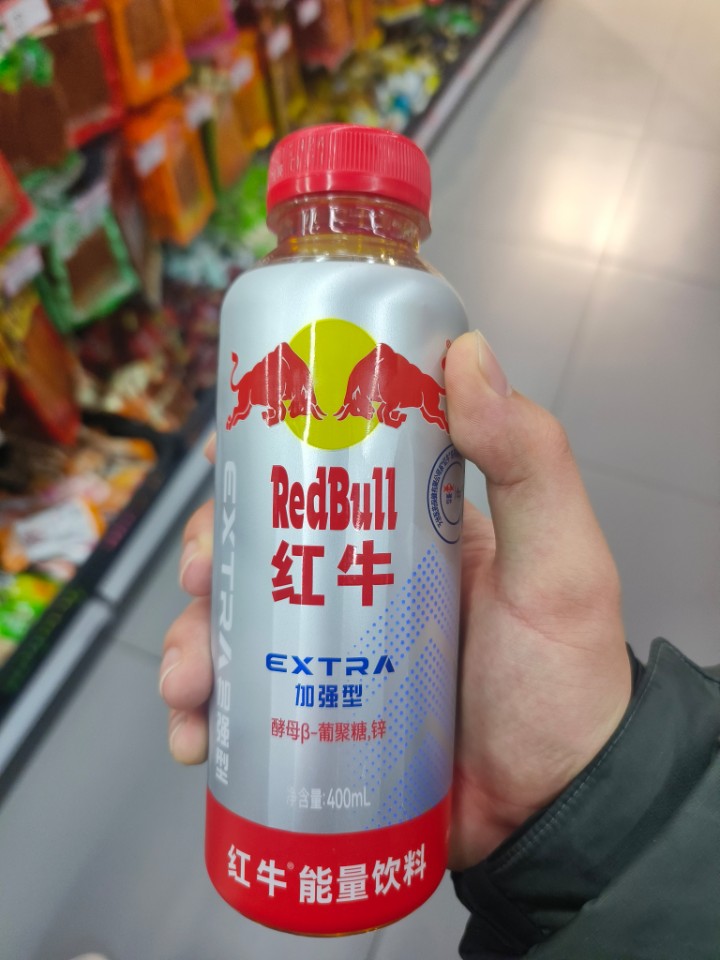 RedBull
红牛
EXTRA
加强型
酵母β-葡聚糖,锌
净含量:400mL
红牛®能量饮料
EXTRA加强型